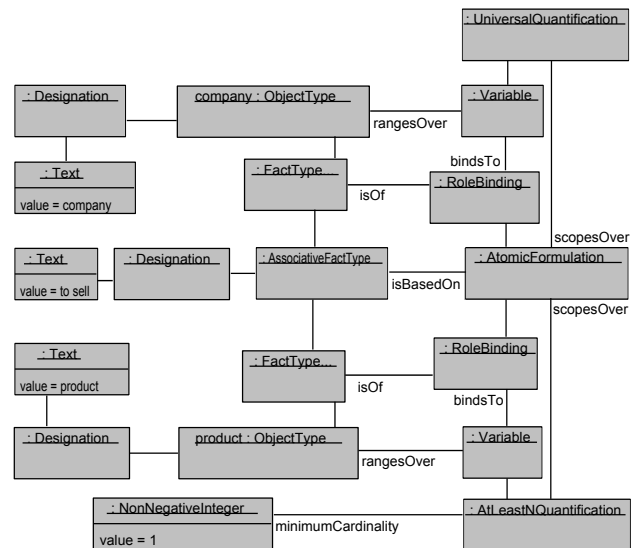 : UniversalQuantification
: Designation
company : ObjectType
: Variable
rangesOver
: Text
value = company
bindsTo
: FactType...
isOf
: RoleBinding
scopesOver
: Text
value = to sell
: Designation
: AssociativeFactType
isBasedOn
: AtomicFormulation
scopesOver
: Text
value = product
: FactType...
isOf
: RoleBinding
bindsTo
: Designation
product : ObjectType
rangesOver
: Variable
: NonNegativeInteger
value = 1
minimumCardinality
: AtLeastNQuantification